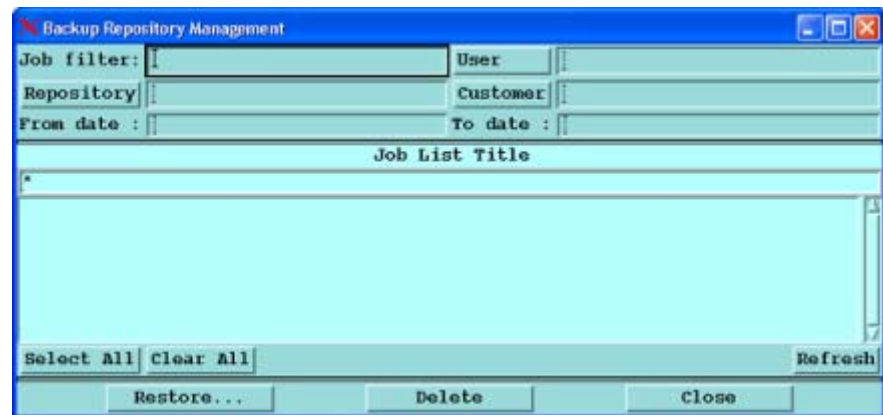 Backup Repository Management
Job filter: User
Repository Customer
From date : To date :
Job List Title
*
Select All Clear All Refresh
Restore... Delete Close